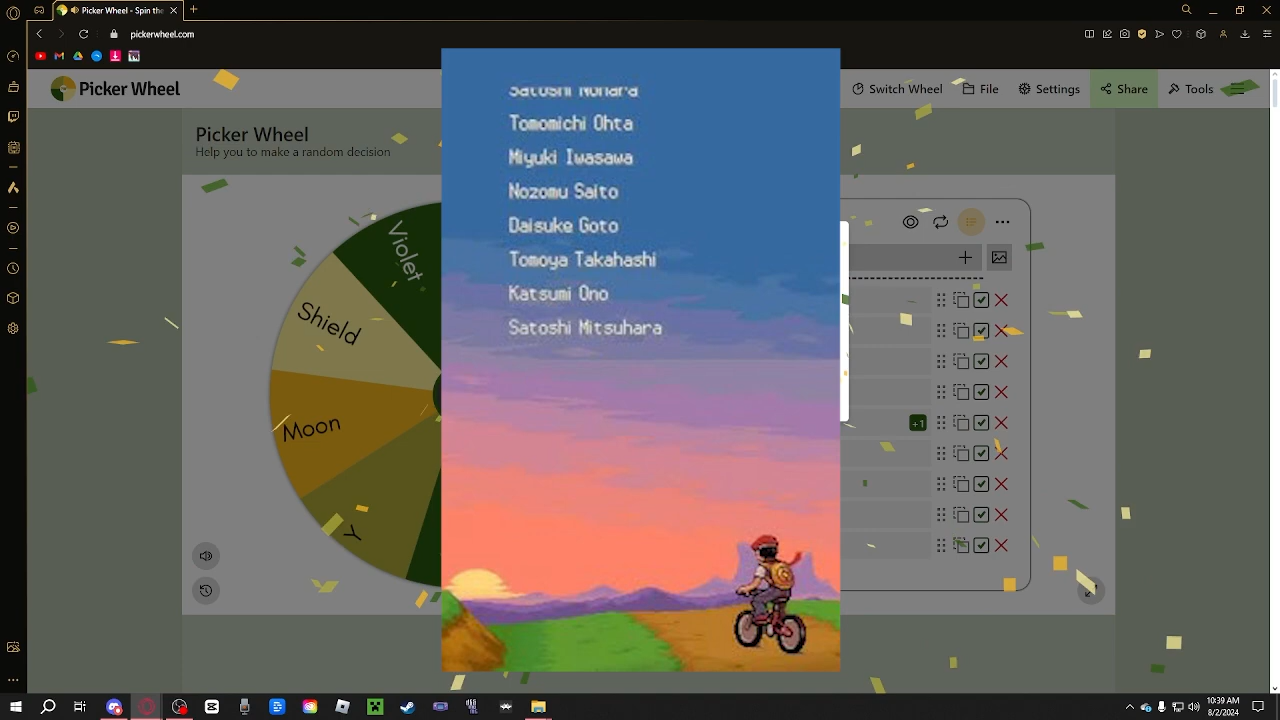 Picker Wheel - Spin the
pickerwheel.com
Picker Wheel
Switch Wheel
File
Settings
Share
Tools
Picker Wheel
Help you to make a random decision
Satoshi Nohara
Tomomichi Ohta
Miyuki Iwasawa
Nozomu Saito
Daisuke Goto
Tomoya Takahashi
Katsumi Ono
Satoshi Mitsuhara
Violet
Shield
Moon
Y
+1
10:39 AM
8/2/2024